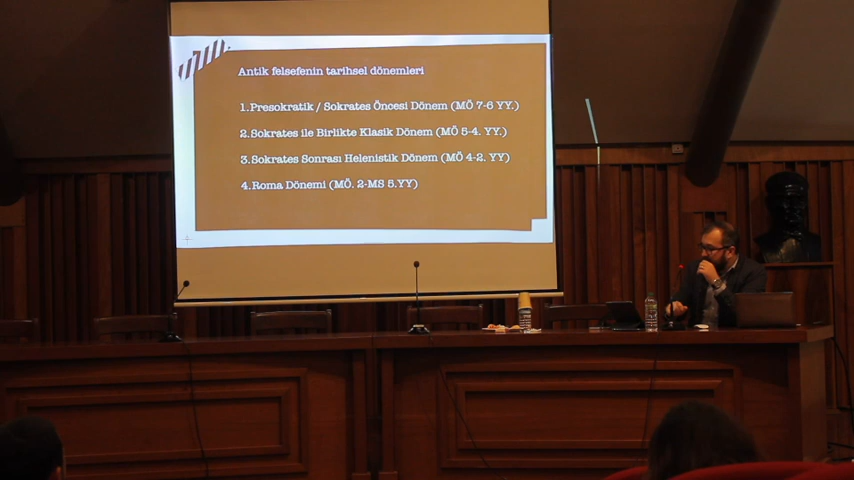 Antik felsefenin tarihsel dönemleri
1.Presokratik / Sokrates Öncesi Dönem (MÖ 7-6 YY.)
2.Sokrates ile Birlikte Klasik Dönem (MÖ 5-4. YY.)
3.Sokrates Sonrası Helenistik Dönem (MÖ 4-2. YY)
4.Roma Dönemi (MÖ. 2-MS 5.YY)